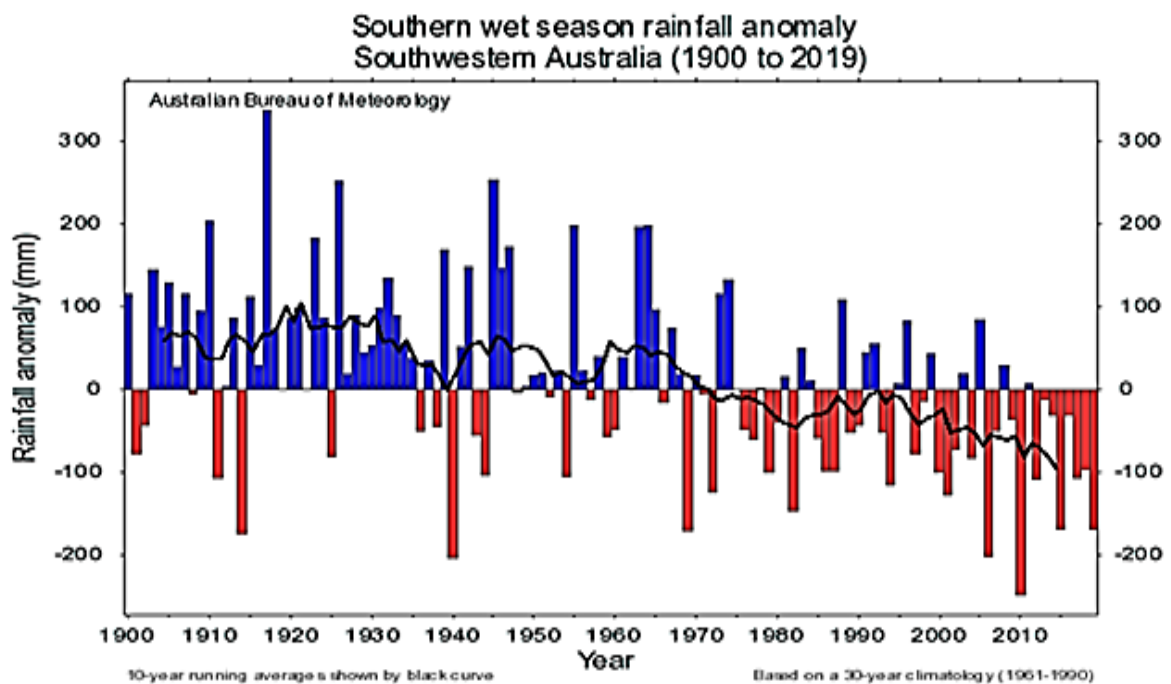 Southern wet season rainfall anomaly
Southwestern Australia (1900 to 2019)
Australian Bureau of Meteorology
300
200
100
0
-100
-200
Rainfall anomaly (mm)
300
200
100
0
-100
-200
1900 1910 1920 1930 1940 1950 1960 1970 1980 1990 2000 2010
Year
10-year running averages shown by black curve
Based on a 30-year climatology (1961-1990)